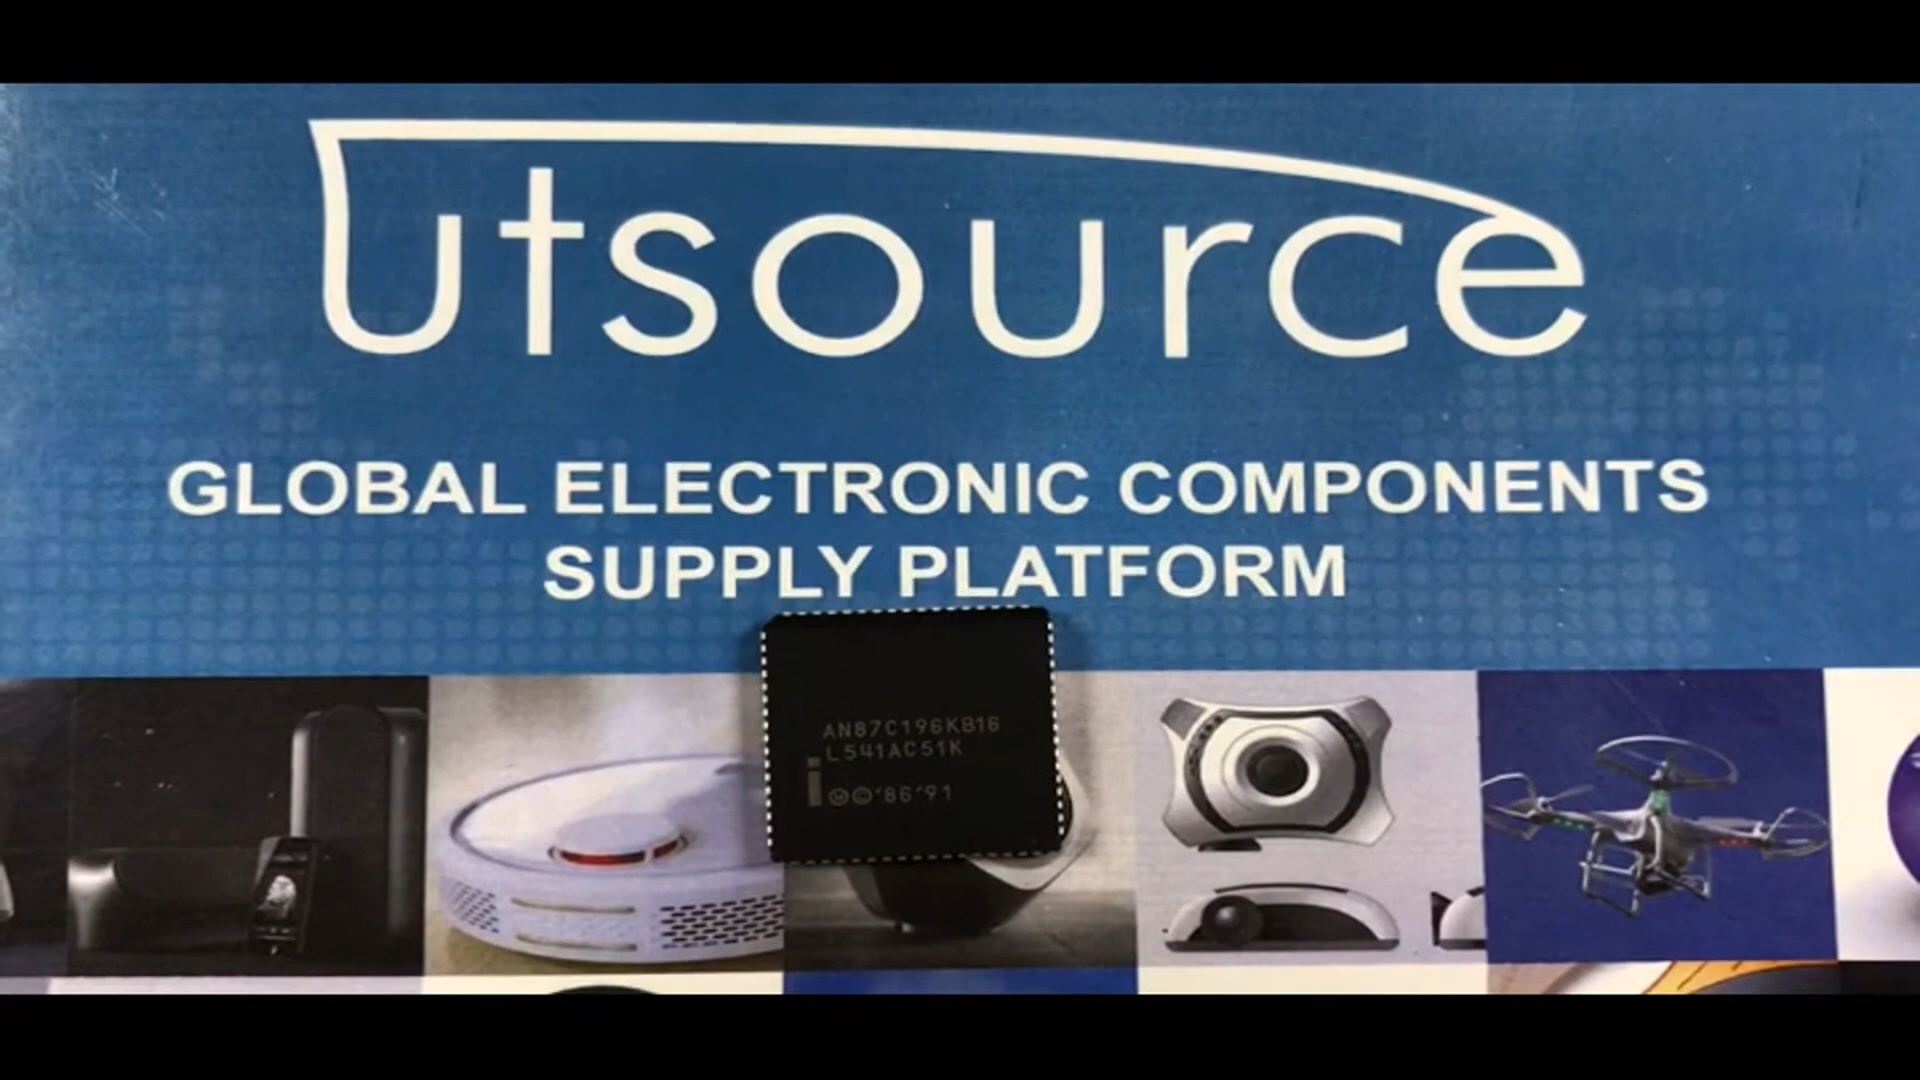 utsource
GLOBAL ELECTRONIC COMPONENTS
SUPPLY PLATFORM
AN87C196KB16
L541AC51K
i ⓜ©'86'91